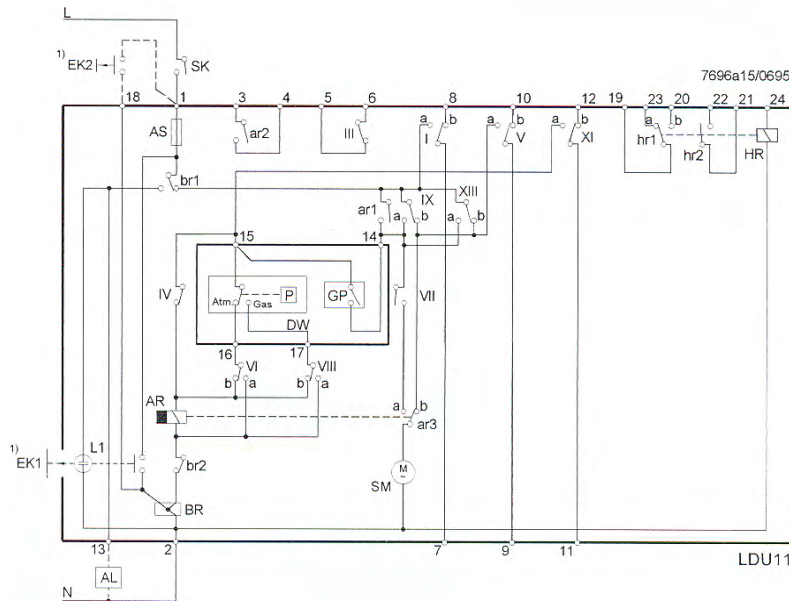 L
1) EK2 SK
7696a15/0695
18 1 3 4 5 6 8 10 12 19 23 20 22 21 24
AS ar2 III a b I a b V a b XI a b hr1 hr2 HR
br1
ar1 IX XIII
a b a b
15 14
IV P GP VII
Atm. Gas
DW
16 17
VI VIII
b a b a
AR a b
ar3
1) EK1 L1 br2 M ~
SM
BR
13 2 7 9 11
LDU11
AL
N